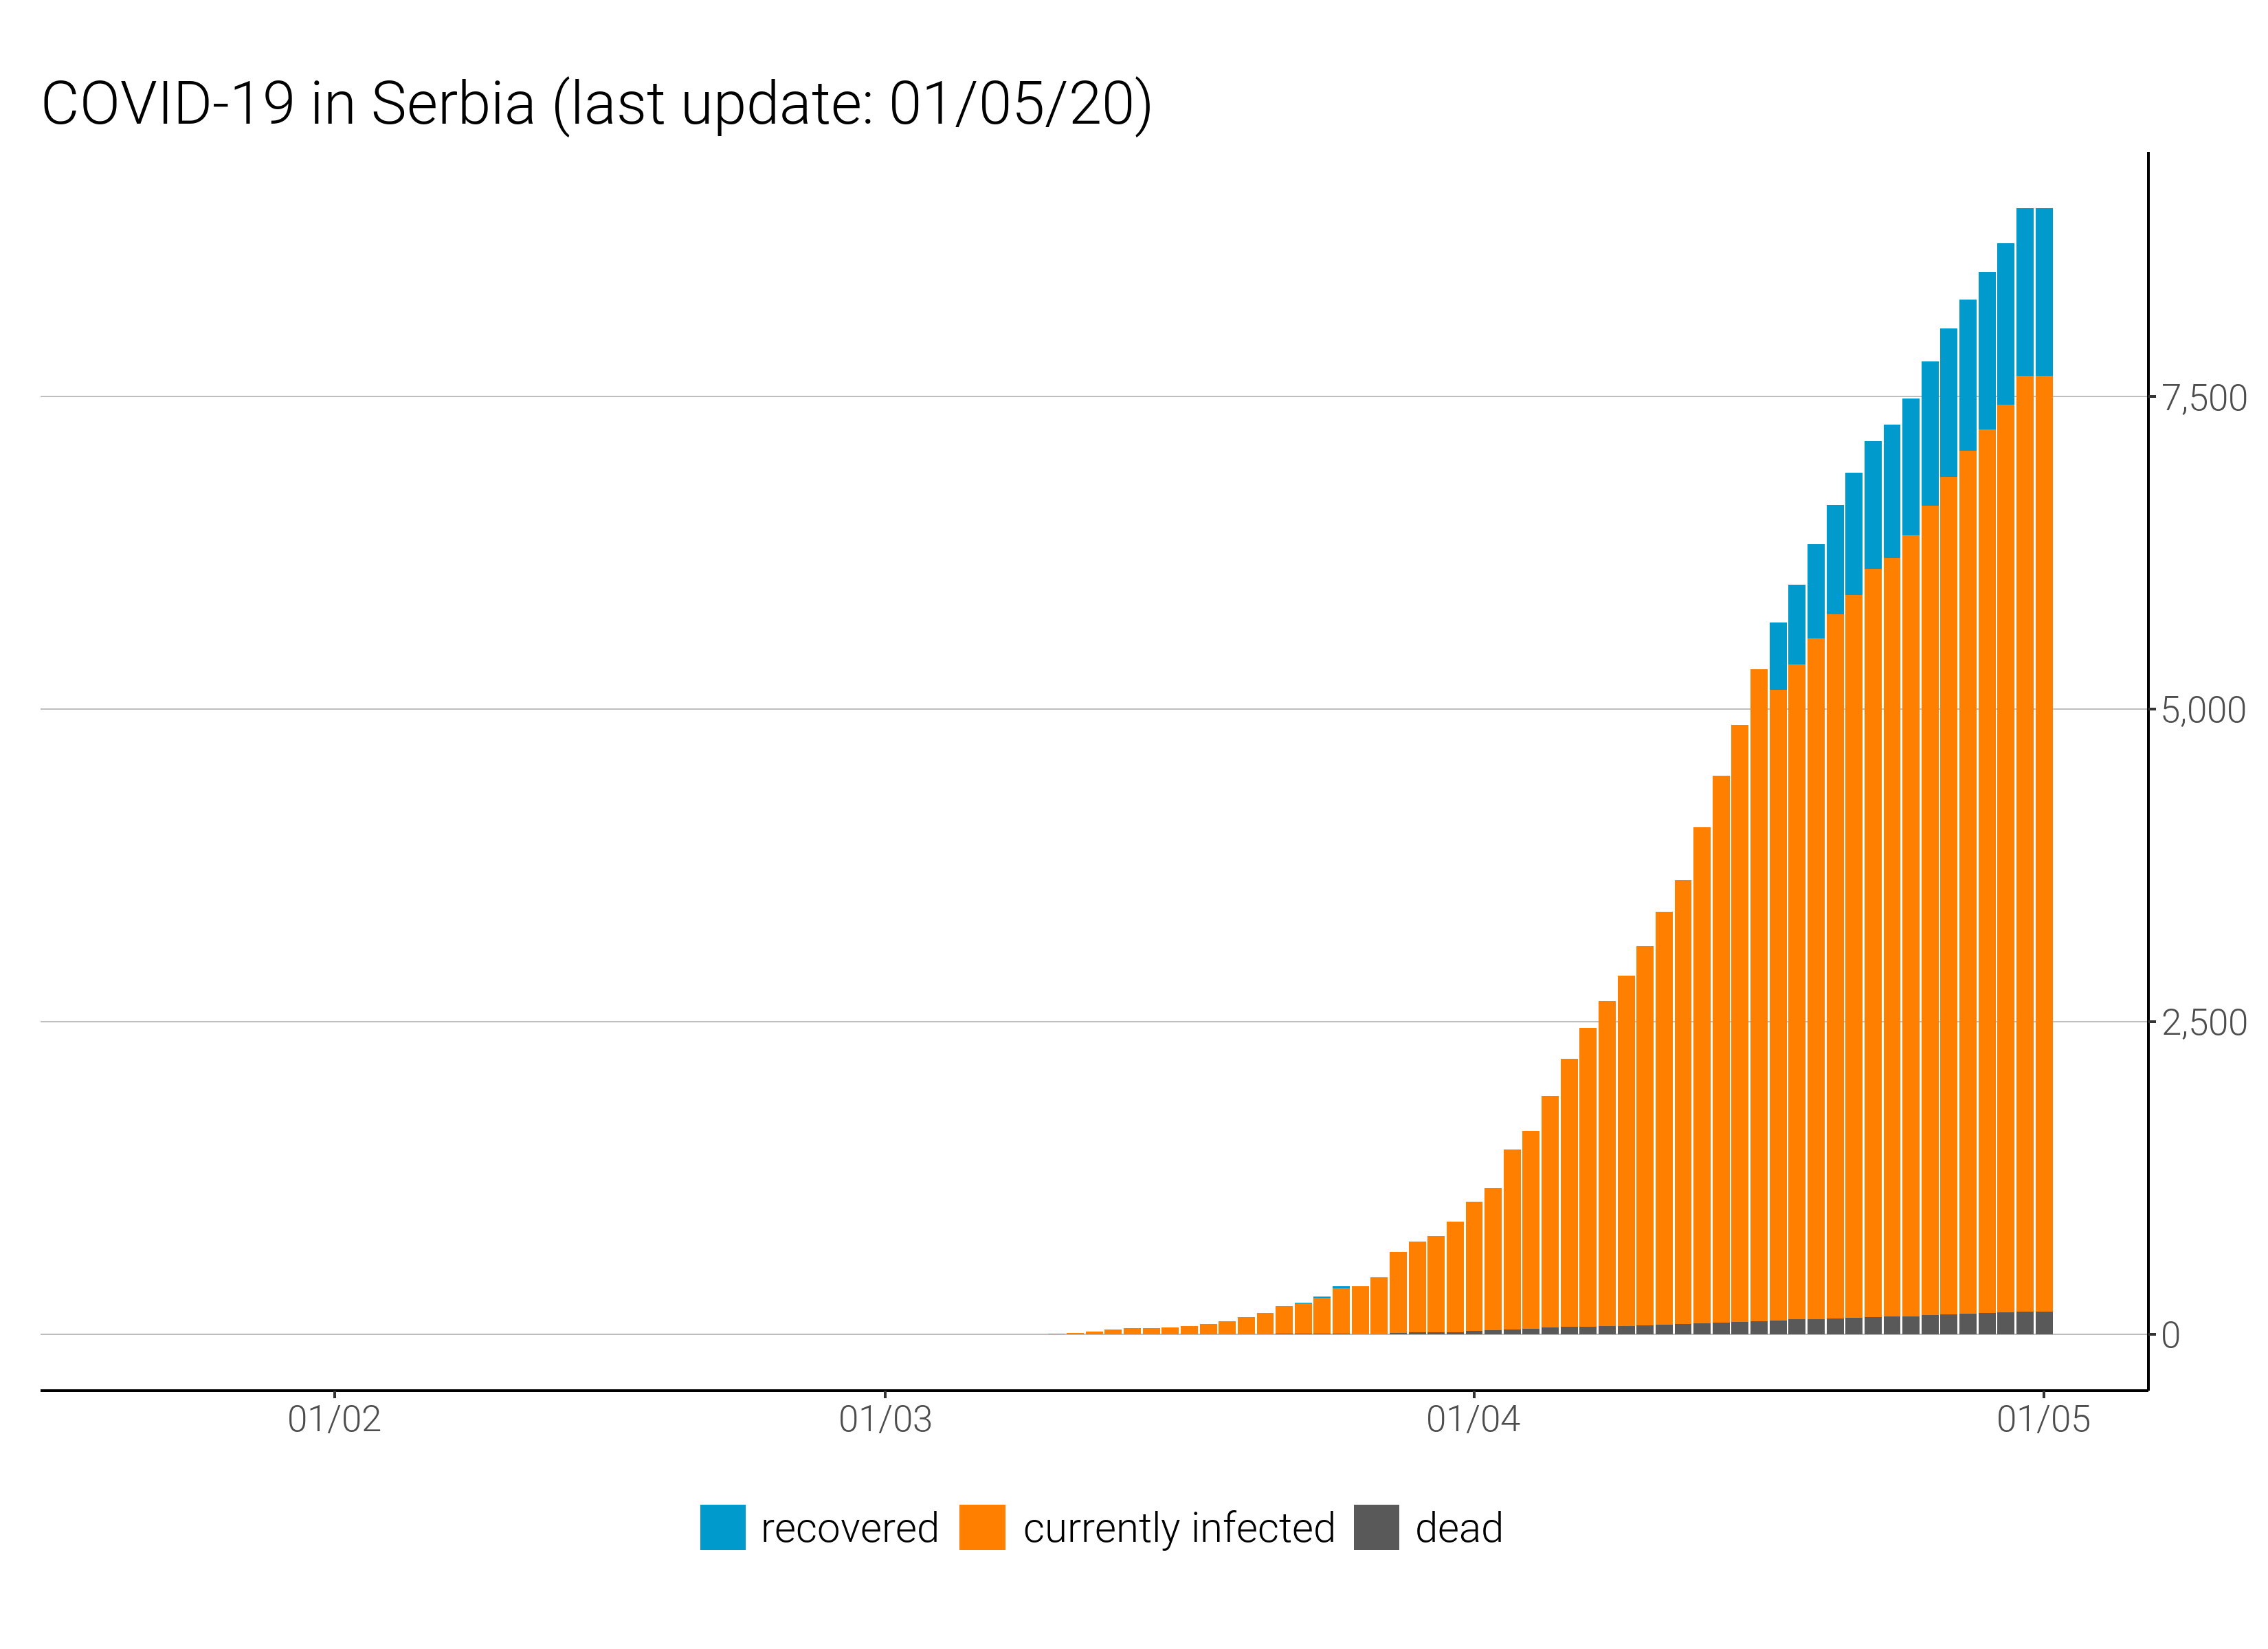 COVID-19 in Serbia (last update: 01/05/20)
7,500
5,000
2,500
0
01/02 01/03 01/04 01/05
recovered currently infected dead